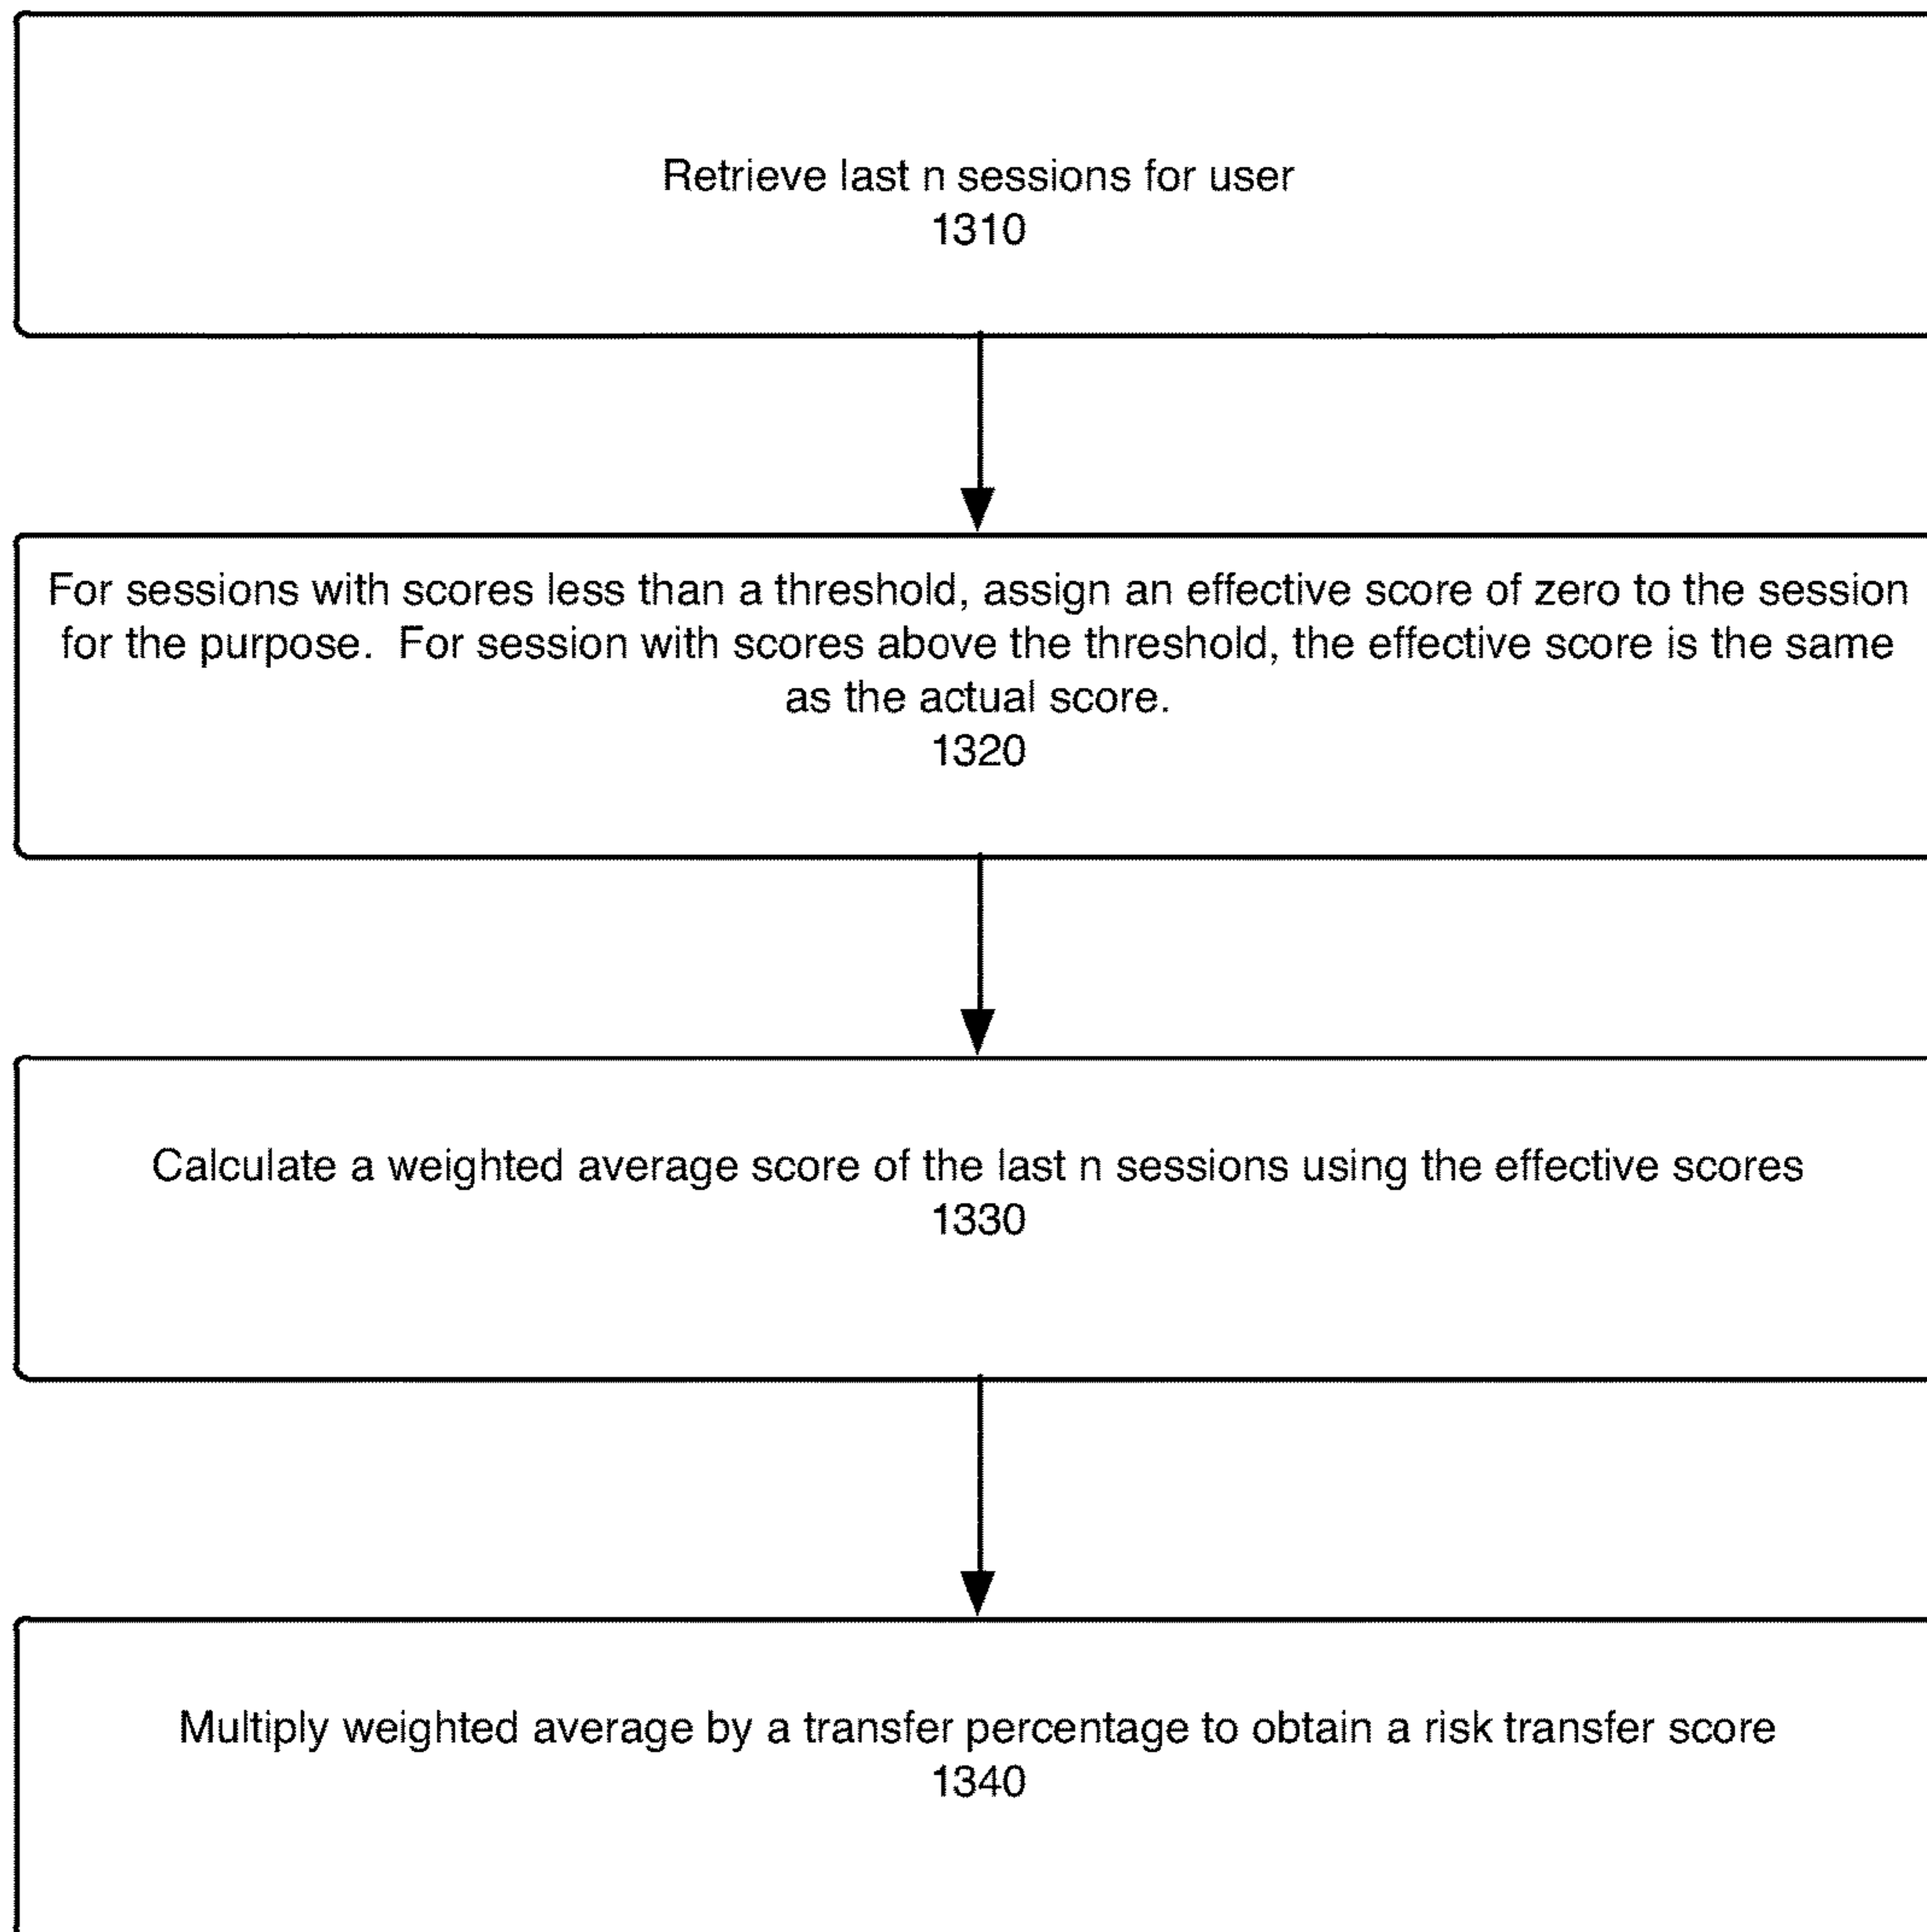 Retrieve last n sessions for user
1310
For sessions with scores less than a threshold, assign an effective score of zero to the session
for the purpose.  For session with scores above the threshold, the effective score is the same
as the actual score.
1320
Calculate a weighted average score of the last n sessions using the effective scores
1330
Multiply weighted average by a transfer percentage to obtain a risk transfer score
1340